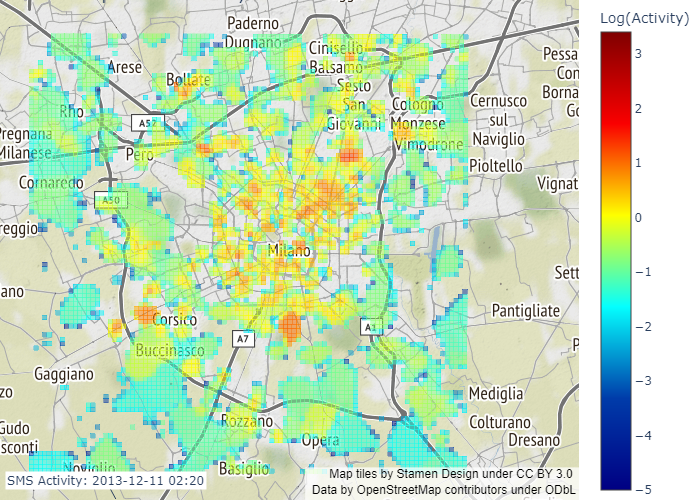 Log(Activity)
Paderno
Dugnano
Cinisello
Balsamo
Arese
Bollate
Sesto
San
Giovanni
Cologno
Monzese
Vimodrone
Cernusco
sul
Naviglio
Pessa
Con
Borna
Go
Rho
A52
Pregnana
Milanese
Pero
Pioltello
Cornaredo
A50
Vignat
reggio
Milano
Sett
ano
Corsico
Pantigliate
A7
A1
Buccinasco
P
Gaggiano
zo
Mediglia
Rozzano
Colturano
Gudo
Opera
Dresano
sconti
Noviglio
Basiglio
3
2
1
0
−1
−2
−3
−4
−5
SMS Activity: 2013-12-11 02:20
Map tiles by Stamen Design under CC BY 3.0
Data by OpenStreetMap contributors under ODbL